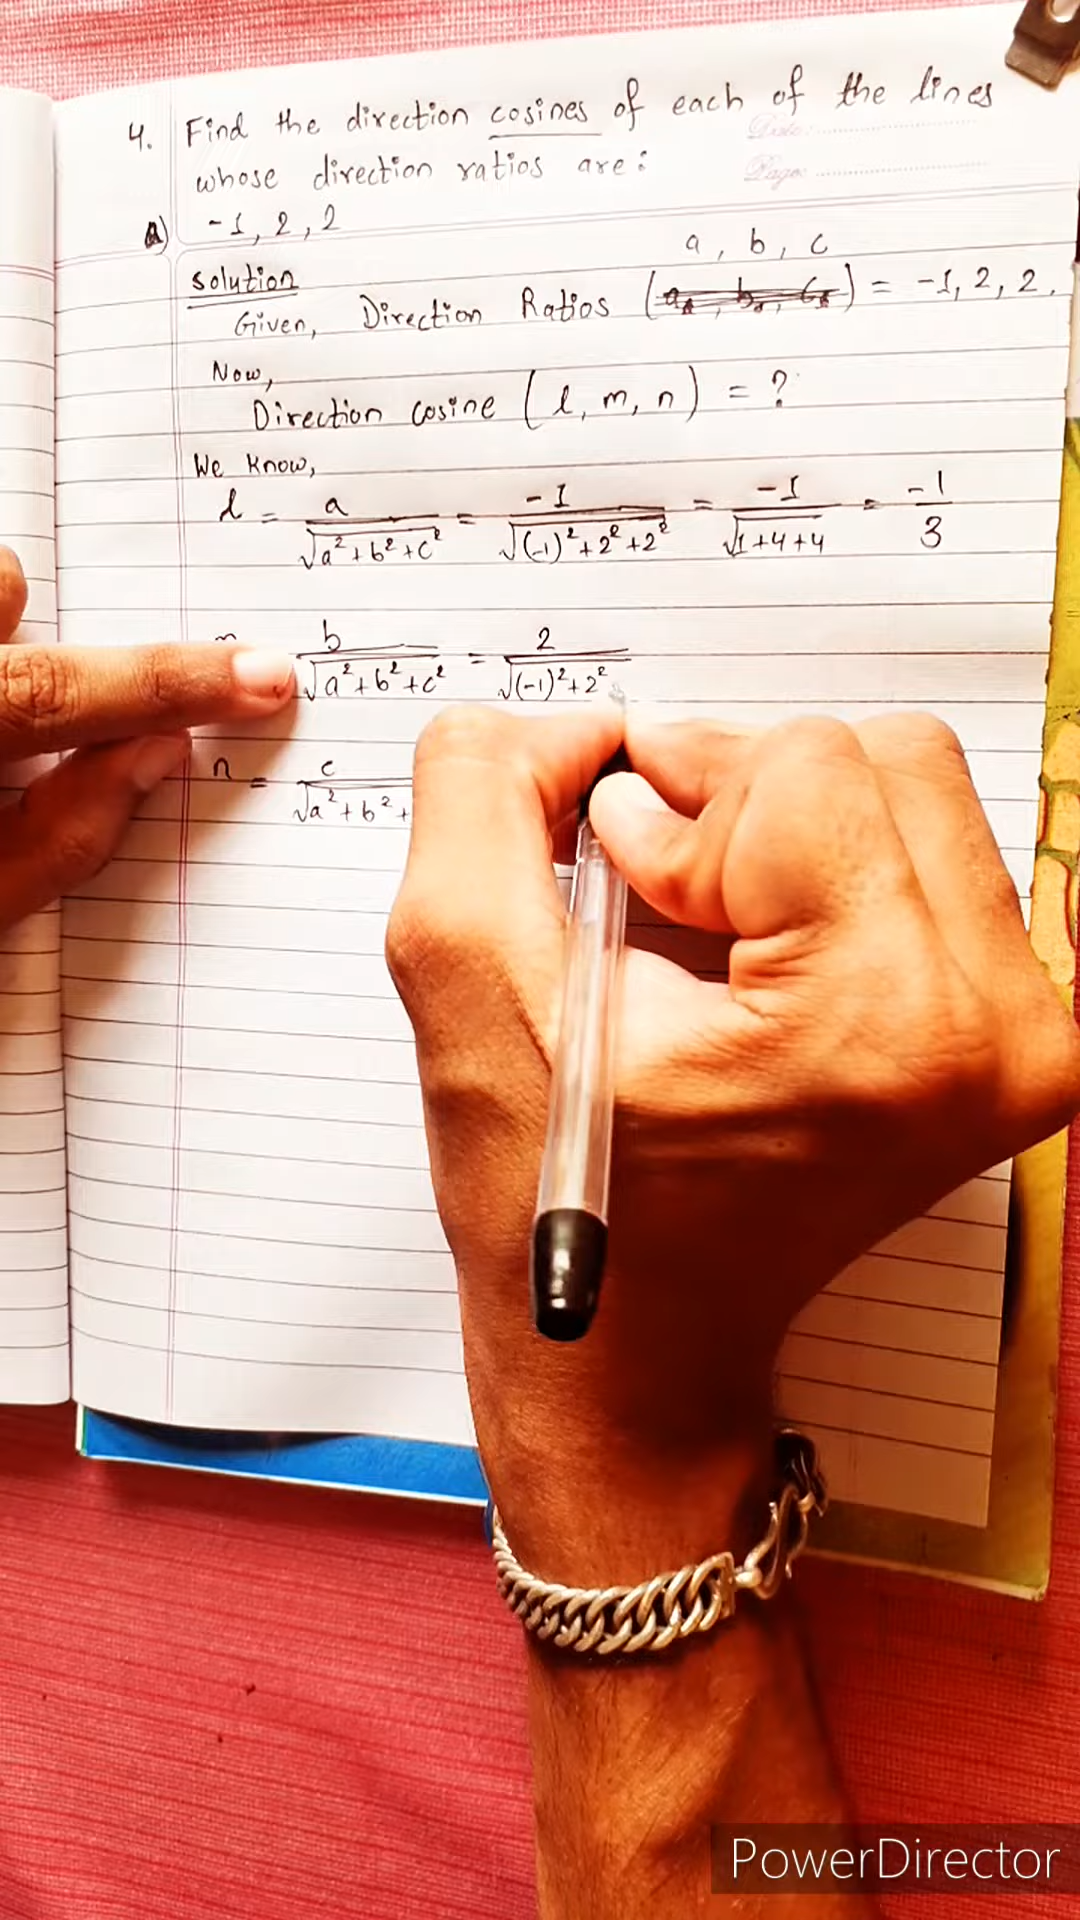 4. Find the direction cosines of each of the lines
Date:
whose direction ratios are:
Page:
A) -1, 2, 2
a, b, c
Solution
Given, Direction Ratios ( ) = -1, 2, 2.
Now,
Direction cosine (l, m, n) = ?
We know,
l = a/√(a²+b²+c²) = -1/√((-1)²+2²+2²) = -1/√(1+4+4) = -1/3
b/√(a²+b²+c²) = 2/√((-1)²+2²
n = c/√(a²+b²+
PowerDirector